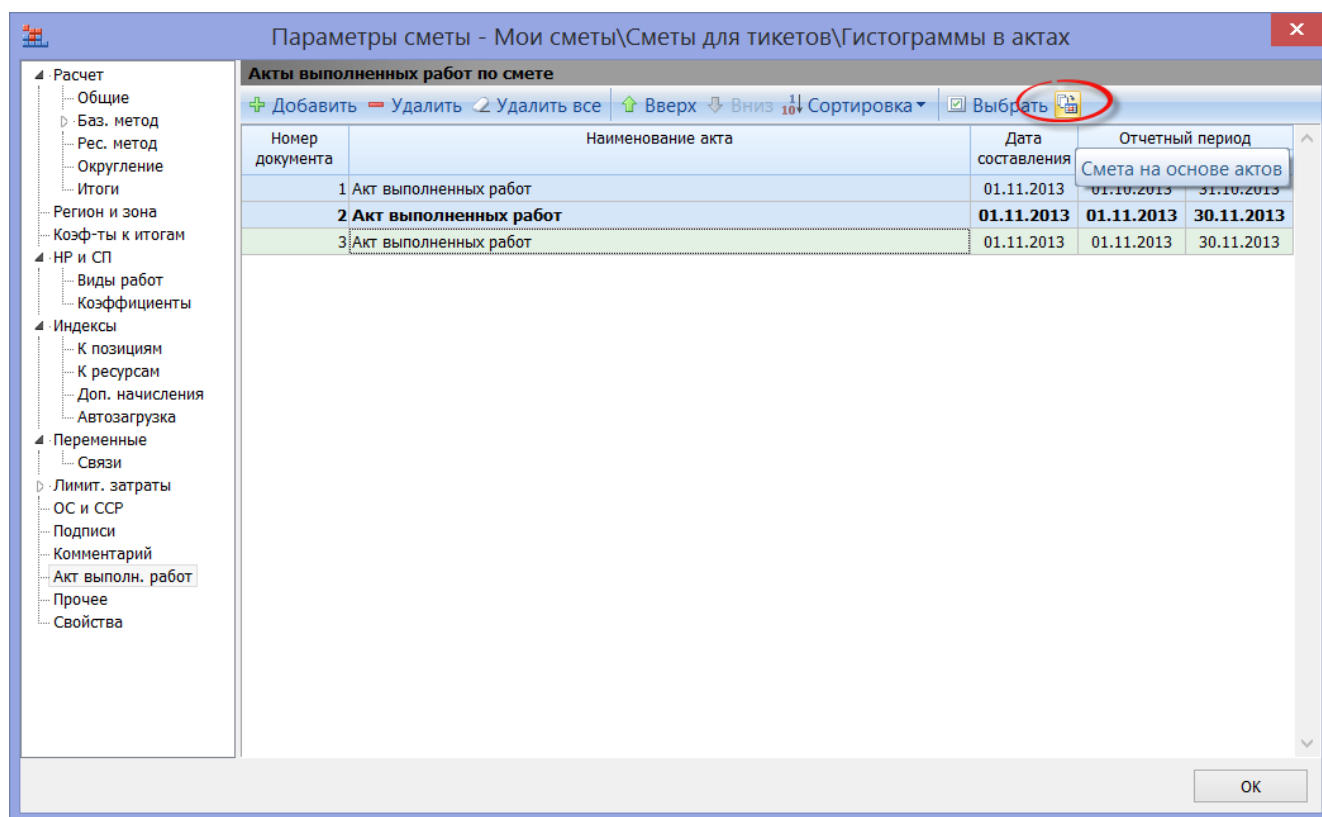 Параметры сметы - Мои сметы\Сметы для тикетов\Гистограммы в актах
Расчет
Общие
Баз. метод
Рес. метод
Округление
Итоги
Регион и зона
Коэф-ты к итогам
НР и СП
Виды работ
Коэффициенты
Индексы
К позициям
К ресурсам
Доп. начисления
Автозагрузка
Переменные
Связи
Лимит. затраты
ОС и ССР
Подписи
Комментарий
Акт выполн. работ
Прочее
Свойства
Акты выполненных работ по смете
Добавить Удалить Удалить все Вверх Вниз Сортировка Выбрать
Номер документа Наименование акта Дата составления Отчетный период
Смета на основе актов
1 Акт выполненных работ 01.11.2013 01.10.2013 31.10.2013
2 Акт выполненных работ 01.11.2013 01.11.2013 30.11.2013
3 Акт выполненных работ 01.11.2013 01.11.2013 30.11.2013
ОК